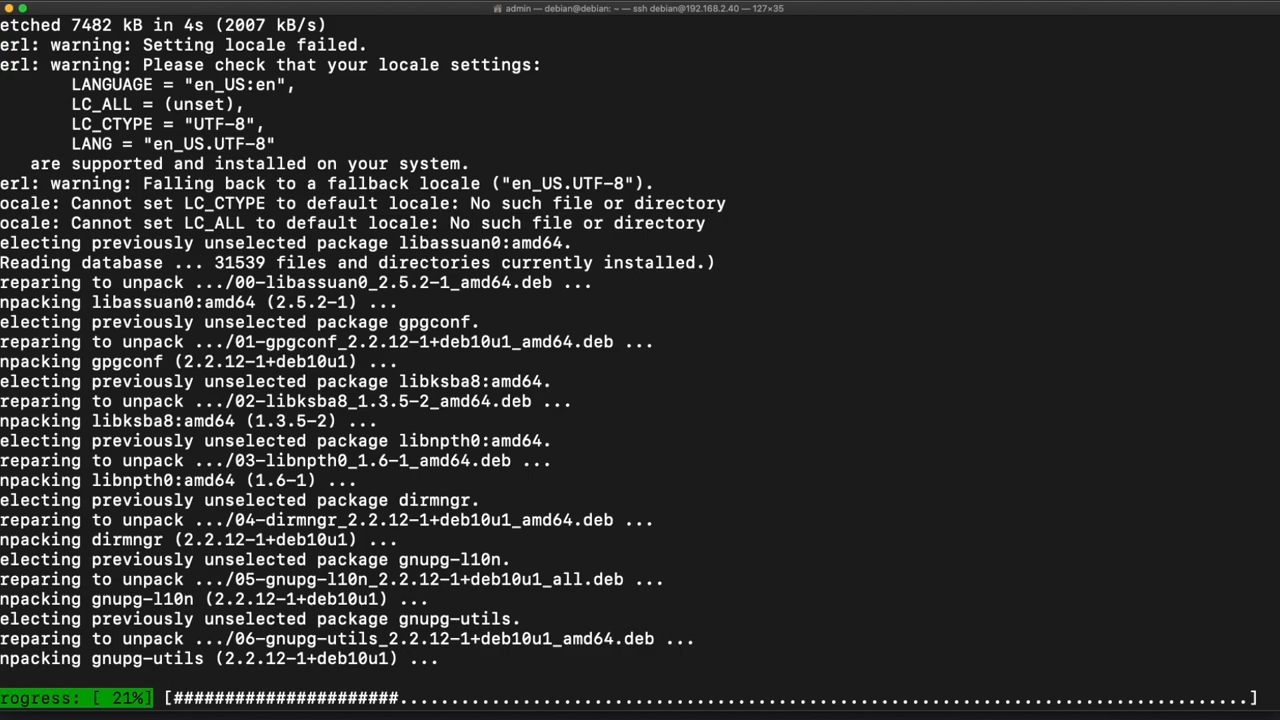 admin — debian@debian: ~ — ssh debian@192.168.2.40 — 127×35
etched 7482 kB in 4s (2007 kB/s)
erl: warning: Setting locale failed.
erl: warning: Please check that your locale settings:
LANGUAGE = "en_US:en",
LC_ALL = (unset),
LC_CTYPE = "UTF-8",
LANG = "en_US.UTF-8"
are supported and installed on your system.
erl: warning: Falling back to a fallback locale ("en_US.UTF-8").
ocale: Cannot set LC_CTYPE to default locale: No such file or directory
ocale: Cannot set LC_ALL to default locale: No such file or directory
electing previously unselected package libassuan0:amd64.
Reading database ... 31539 files and directories currently installed.)
reparing to unpack .../00-libassuan0_2.5.2-1_amd64.deb ...
npacking libassuan0:amd64 (2.5.2-1) ...
electing previously unselected package gpgconf.
reparing to unpack .../01-gpgconf_2.2.12-1+deb10u1_amd64.deb ...
npacking gpgconf (2.2.12-1+deb10u1) ...
electing previously unselected package libksba8:amd64.
reparing to unpack .../02-libksba8_1.3.5-2_amd64.deb ...
npacking libksba8:amd64 (1.3.5-2) ...
electing previously unselected package libnpth0:amd64.
reparing to unpack .../03-libnpth0_1.6-1_amd64.deb ...
npacking libnpth0:amd64 (1.6-1) ...
electing previously unselected package dirmngr.
reparing to unpack .../04-dirmngr_2.2.12-1+deb10u1_amd64.deb ...
npacking dirmngr (2.2.12-1+deb10u1) ...
electing previously unselected package gnupg-l10n.
reparing to unpack .../05-gnupg-l10n_2.2.12-1+deb10u1_all.deb ...
npacking gnupg-l10n (2.2.12-1+deb10u1) ...
electing previously unselected package gnupg-utils.
reparing to unpack .../06-gnupg-utils_2.2.12-1+deb10u1_amd64.deb ...
npacking gnupg-utils (2.2.12-1+deb10u1) ...
rogress: [ 21%] [######################...................................................................................]